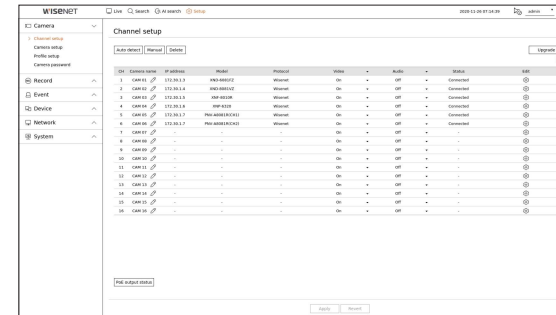 WISENET Live Search AI search Setup 2020-11-26 07:14:39 admin
Camera
Channel setup
Camera setup
Profile setup
Camera password
Record
Event
Device
Network
System
Channel setup
Auto detect Manual Delete Upgrade
CH Camera name IP address Model Protocol Video Audio Status Edit
1 CAM 01 172.30.1.3 Wisenet On Off Connected
2 CAM 02 172.30.1.4 Wisenet On Off Connected
3 CAM 03 172.30.1.5 XNF-8010R Wisenet On Off Connected
4 CAM 04 172.30.1.6 XNP-6320 Wisenet On Off Connected
5 CAM 05 172.30.1.7 PNV-A9081R(CH1) Wisenet On Off Connected
6 CAM 06 172.30.1.7 PNV-A9081R(CH2) Wisenet On Off Connected
7 CAM 07 - - - On Off -
8 CAM 08 - - - On Off -
9 CAM 09 - - - On Off -
10 CAM 10 - - - On Off -
11 CAM 11 - - - On Off -
12 CAM 12 - - - On Off -
13 CAM 13 - - - On Off -
14 CAM 14 - - - On Off -
15 CAM 15 - - - On Off -
16 CAM 16 - - - On Off -
PoE output status
Apply Revert